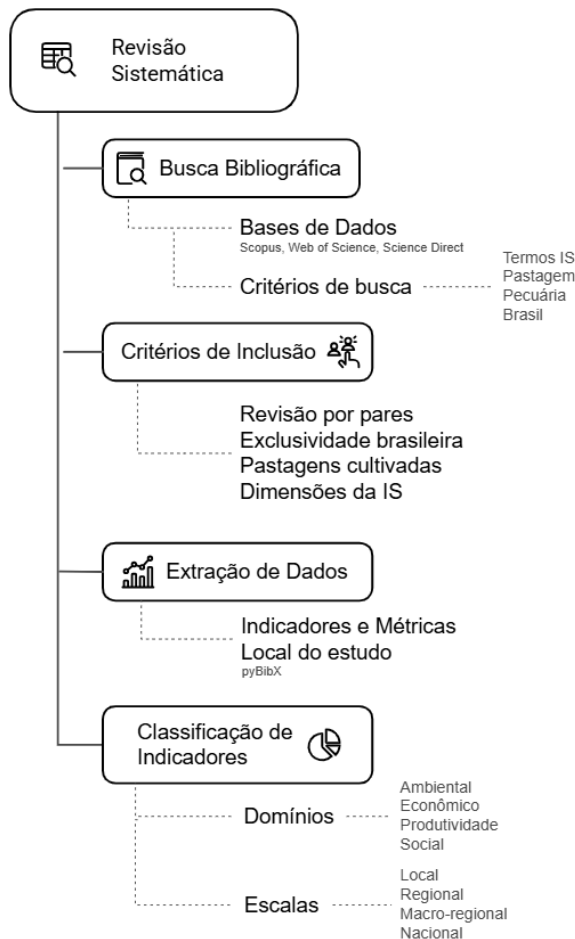 Revisão
Sistemática
Busca Bibliográfica
Bases de Dados
Scopus, Web of Science, Science Direct
Critérios de busca
Termos IS
Pastagem
Pecuária
Brasil
Critérios de Inclusão
Revisão por pares
Exclusividade brasileira
Pastagens cultivadas
Dimensões da IS
Extração de Dados
Indicadores e Métricas
Local do estudo
pyBibX
Classificação de
Indicadores
Domínios
Ambiental
Econômico
Produtividade
Social
Escalas
Local
Regional
Macro-regional
Nacional